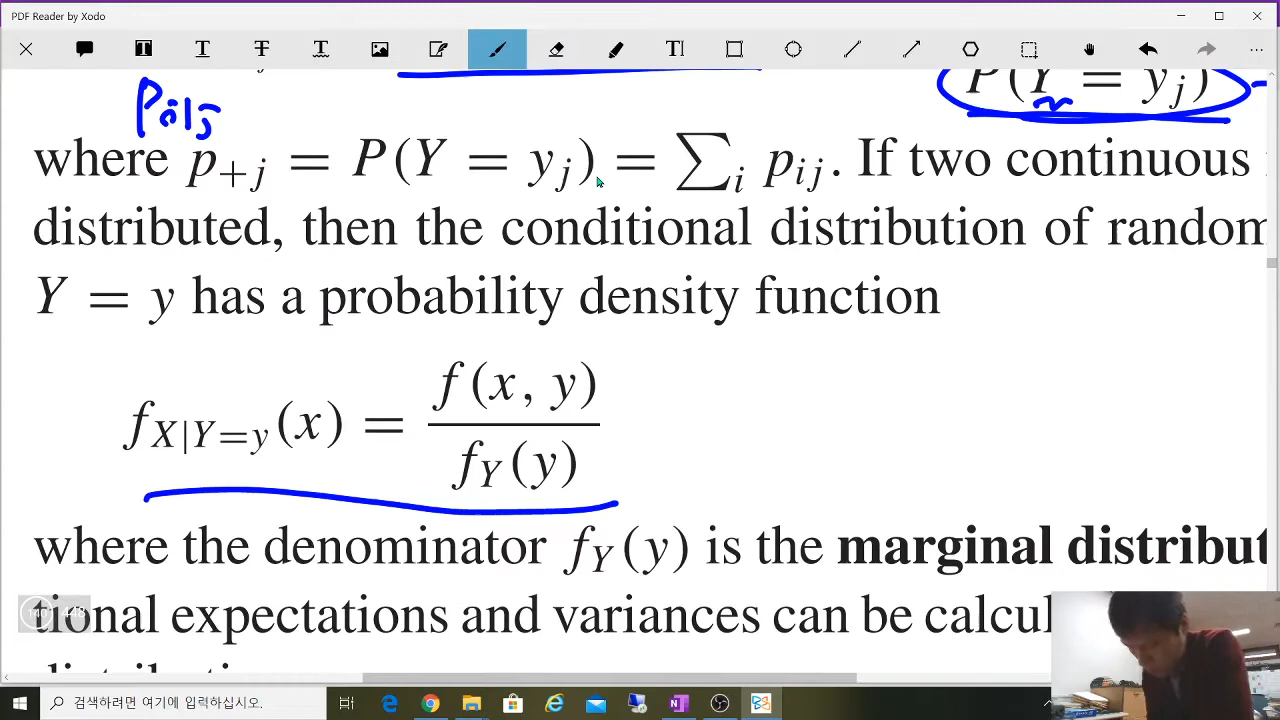 PDF Reader by Xodo
P(Y = y_j)
where p_{+j} = P(Y = y_j) = ∑_i p_{ij}. If two continuous
distributed, then the conditional distribution of random
Y = y has a probability density function
f_{X|Y=y}(x) = f(x, y) / f_Y(y)
where the denominator f_Y(y) is the marginal distribut
tional expectations and variances can be calcul
검색하려면 여기에 입력하십시오.